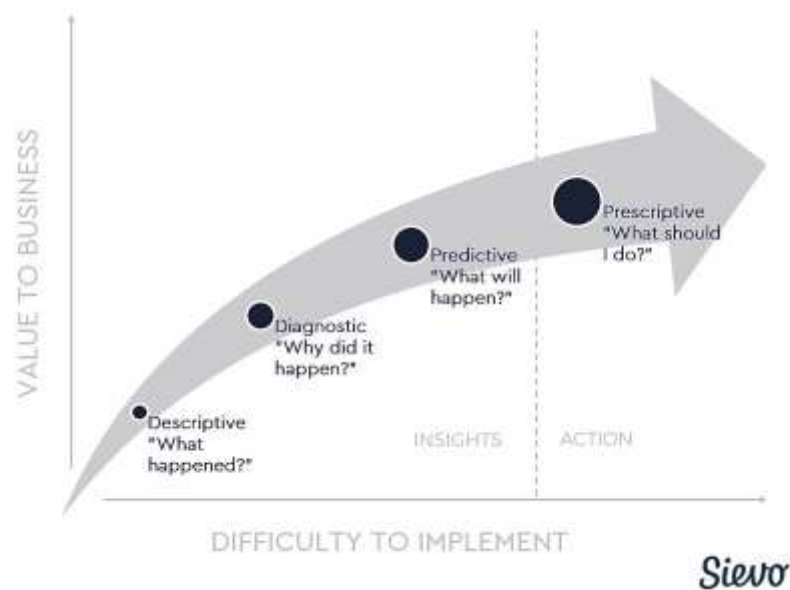 VALUE TO BUSINESS
Prescriptive
"What should
I do?"
Predictive
"What will
happen?"
Diagnostic
"Why did it
happen?"
Descriptive
"What
happened?"
INSIGHTS
ACTION
DIFFICULTY TO IMPLEMENT
Sievo